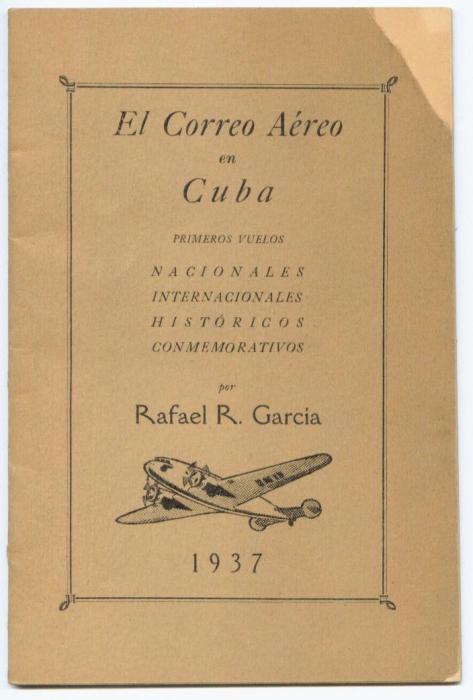 El Correo Aéreo
en
Cuba
PRIMEROS VUELOS
NACIONALES
INTERNACIONALES
HISTÓRICOS
CONMEMORATIVOS
por
Rafael R. Garcia
1937